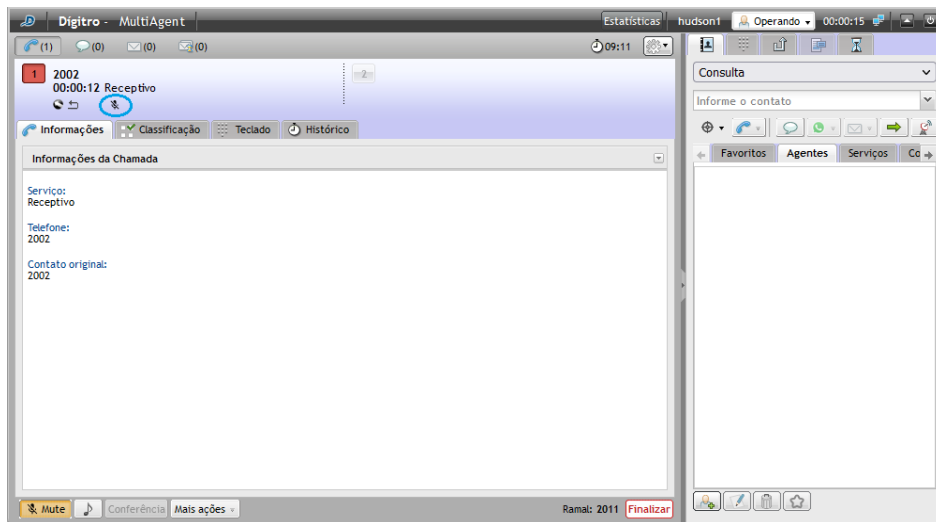 Dígitro - MultiAgent
Estatísticas hudson1 Operando 00:00:15
(1) (0) (0) (0) 09:11
1 2002
00:00:12 Receptivo
2
Informações Classificação Teclado Histórico
Informações da Chamada
Serviço:
Receptivo
Telefone:
2002
Contato original:
2002
Mute Conferência Mais ações Ramal: 2011 Finalizar
Consulta
Informe o contato
Favoritos Agentes Serviços Co